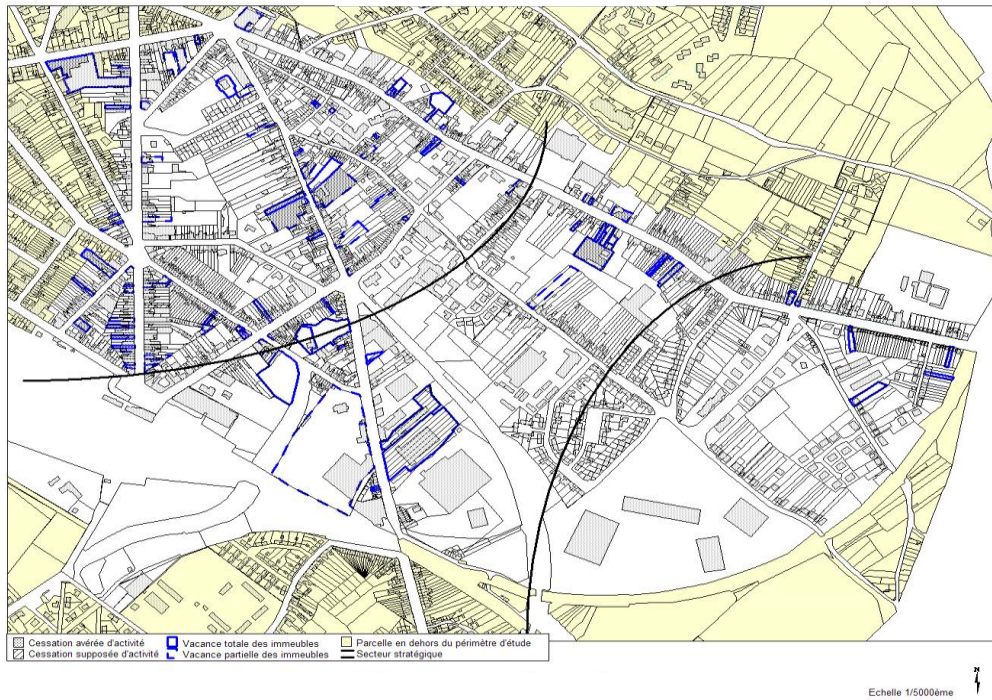 Cessation avérée d'activité Vacance totale des immeubles Parcelle en dehors du périmètre d'étude
Cessation supposée d'activité Vacance partielle des immeubles Secteur stratégique
N
Echelle 1/5000ème